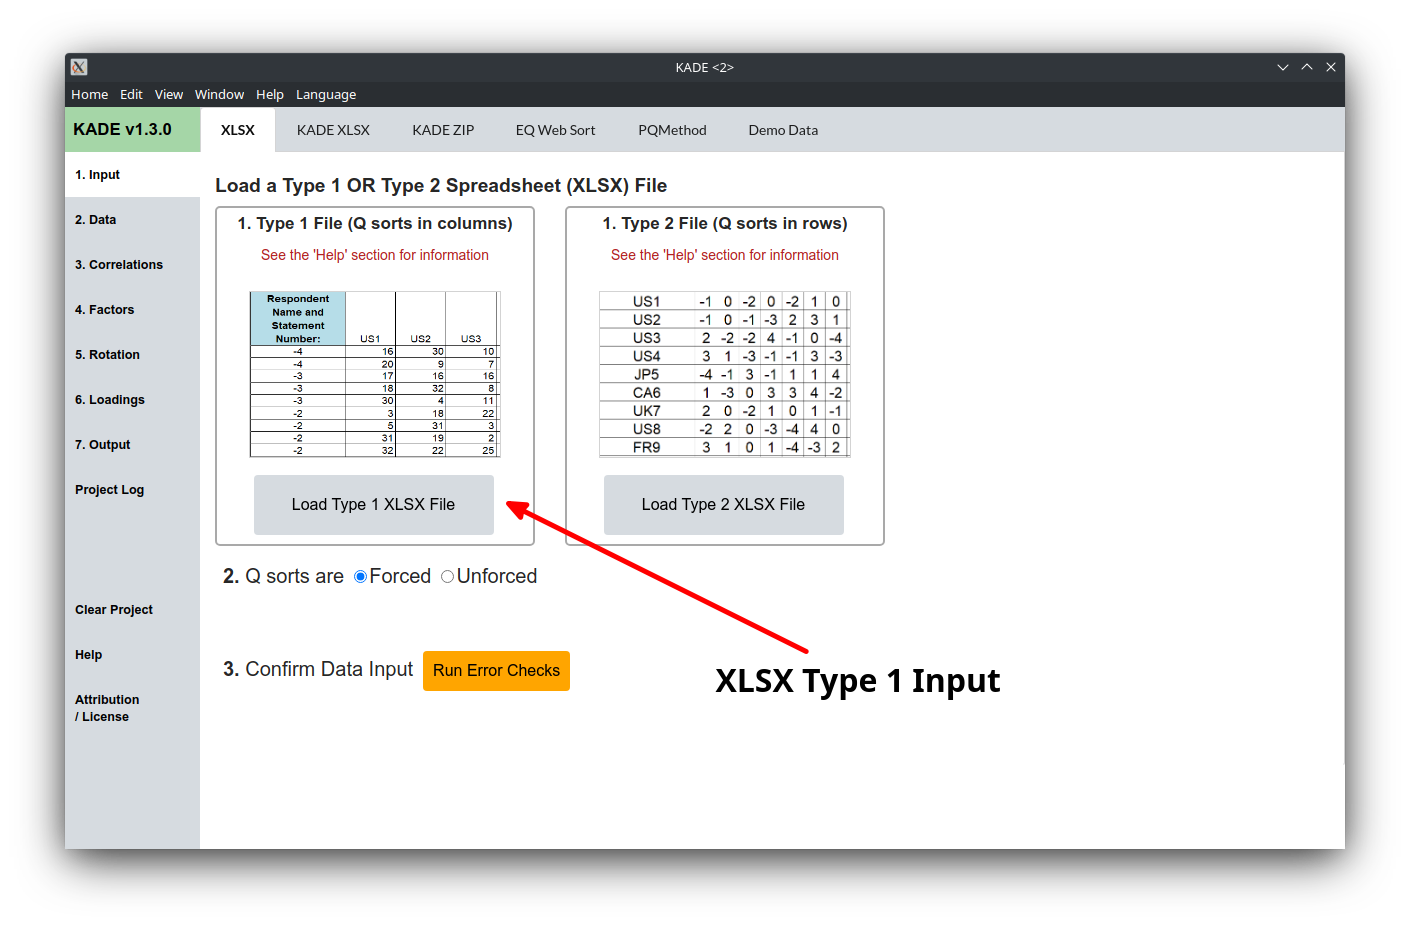 KADE <2>
Home Edit View Window Help Language
KADE v1.3.0
XLSX KADE XLSX KADE ZIP EQ Web Sort PQMethod Demo Data
1. Input
2. Data
3. Correlations
4. Factors
5. Rotation
6. Loadings
7. Output
Project Log
Clear Project
Help
Attribution
/ License
Load a Type 1 OR Type 2 Spreadsheet (XLSX) File
1. Type 1 File (Q sorts in columns)
See the 'Help' section for information
Respondent
Name and
Statement
Number: US1 US2 US3
-4 16 30 10
-4 20 9 7
-3 17 16 16
-3 18 32 8
-3 30 4 11
-2 3 18 22
-2 5 31 3
-2 31 19 2
-2 32 22 25
Load Type 1 XLSX File
1. Type 2 File (Q sorts in rows)
See the 'Help' section for information
US1 -1 0 -2 0 -2 1 0
US2 -1 0 -1 -3 2 3 1
US3 2 -2 -2 4 -1 0 -4
US4 3 1 -3 -1 -1 3 -3
JP5 -4 -1 3 -1 1 1 4
CA6 1 -3 0 3 3 4 -2
UK7 2 0 -2 1 0 1 -1
US8 -2 2 0 -3 -4 4 0
FR9 3 1 0 1 -4 -3 2
Load Type 2 XLSX File
2. Q sorts are Forced Unforced
3. Confirm Data Input Run Error Checks
XLSX Type 1 Input